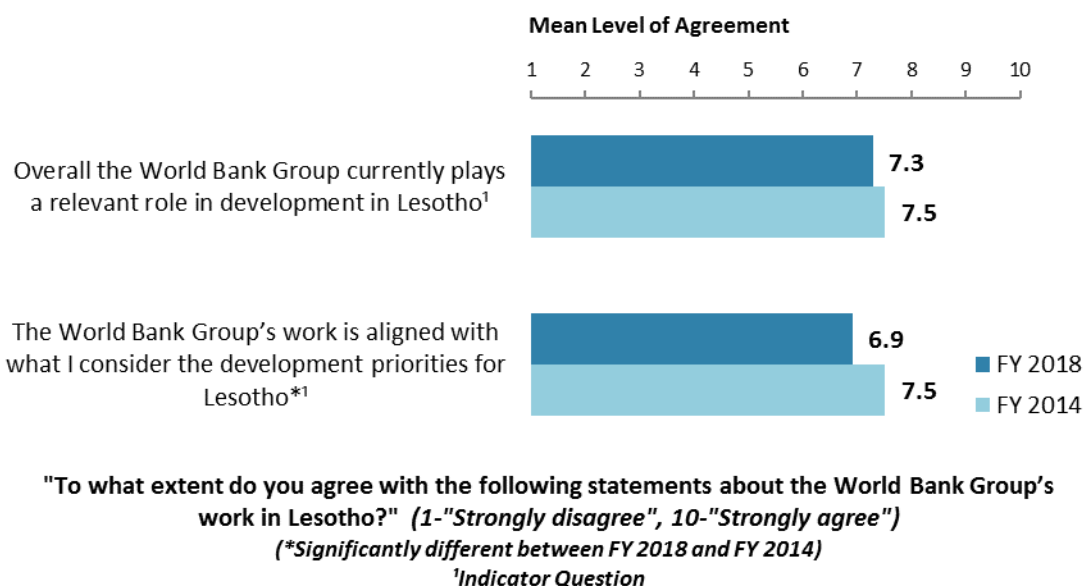 Mean Level of Agreement
1 2 3 4 5 6 7 8 9 10
Overall the World Bank Group currently plays
a relevant role in development in Lesotho¹
7.3
7.5
The World Bank Group’s work is aligned with
what I consider the development priorities for
Lesotho*¹
6.9
7.5
FY 2018
FY 2014
"To what extent do you agree with the following statements about the World Bank Group’s
work in Lesotho?" (1-"Strongly disagree", 10-"Strongly agree")
(*Significantly different between FY 2018 and FY 2014)
¹Indicator Question